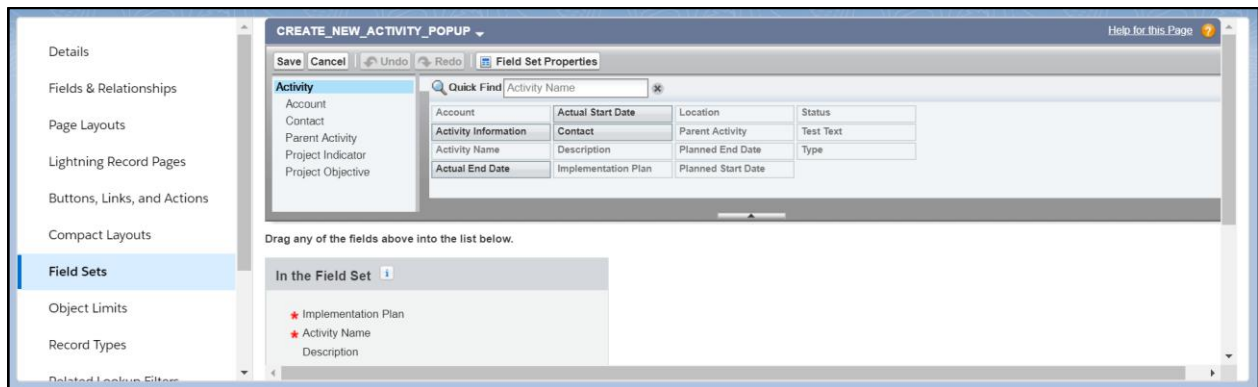 CREATE_NEW_ACTIVITY_POPUP
Help for this Page
Details
Fields & Relationships
Page Layouts
Lightning Record Pages
Buttons, Links, and Actions
Compact Layouts
Field Sets
Object Limits
Record Types
Related Lookup Filters
Save Cancel Undo Redo Field Set Properties
Activity
Account
Contact
Parent Activity
Project Indicator
Project Objective
Quick Find Activity Name
Account Actual Start Date Location Status
Activity Information Contact Parent Activity Test Text
Activity Name Description Planned End Date Type
Actual End Date Implementation Plan Planned Start Date
Drag any of the fields above into the list below.
In the Field Set
* Implementation Plan
* Activity Name
Description